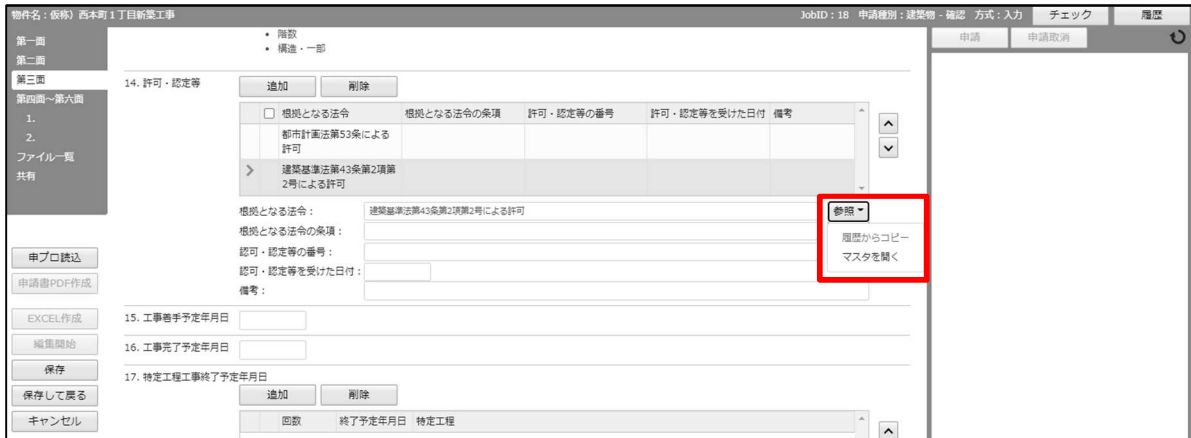 物件名：仮称）西本町１丁目新築工事 JobID：18 申請種別：建築物 - 確認 方式：入力 チェック 履歴
第一面
第二面
第三面
第四面～第六面
1.
2.
ファイル一覧
共有
申プロ読込
申請書PDF作成
EXCEL作成
編集開始
保存
保存して戻る
キャンセル
• 階数
• 構造・一部
14. 許可・認定等 追加 削除
根拠となる法令 根拠となる法令の条項 許可・認定等の番号 許可・認定等を受けた日付 備考
都市計画法第53条による
許可
建築基準法第43条第2項第
2号による許可
根拠となる法令： 建築基準法第43条第2項第2号による許可 参照
根拠となる法令の条項：
認可・認定等の番号：
認可・認定等を受けた日付：
備考：
履歴からコピー
マスタを開く
15. 工事着手予定年月日
16. 工事完了予定年月日
17. 特定工程工事終了予定年月日
追加 削除
回数 終了予定年月日 特定工程
申請 申請取消